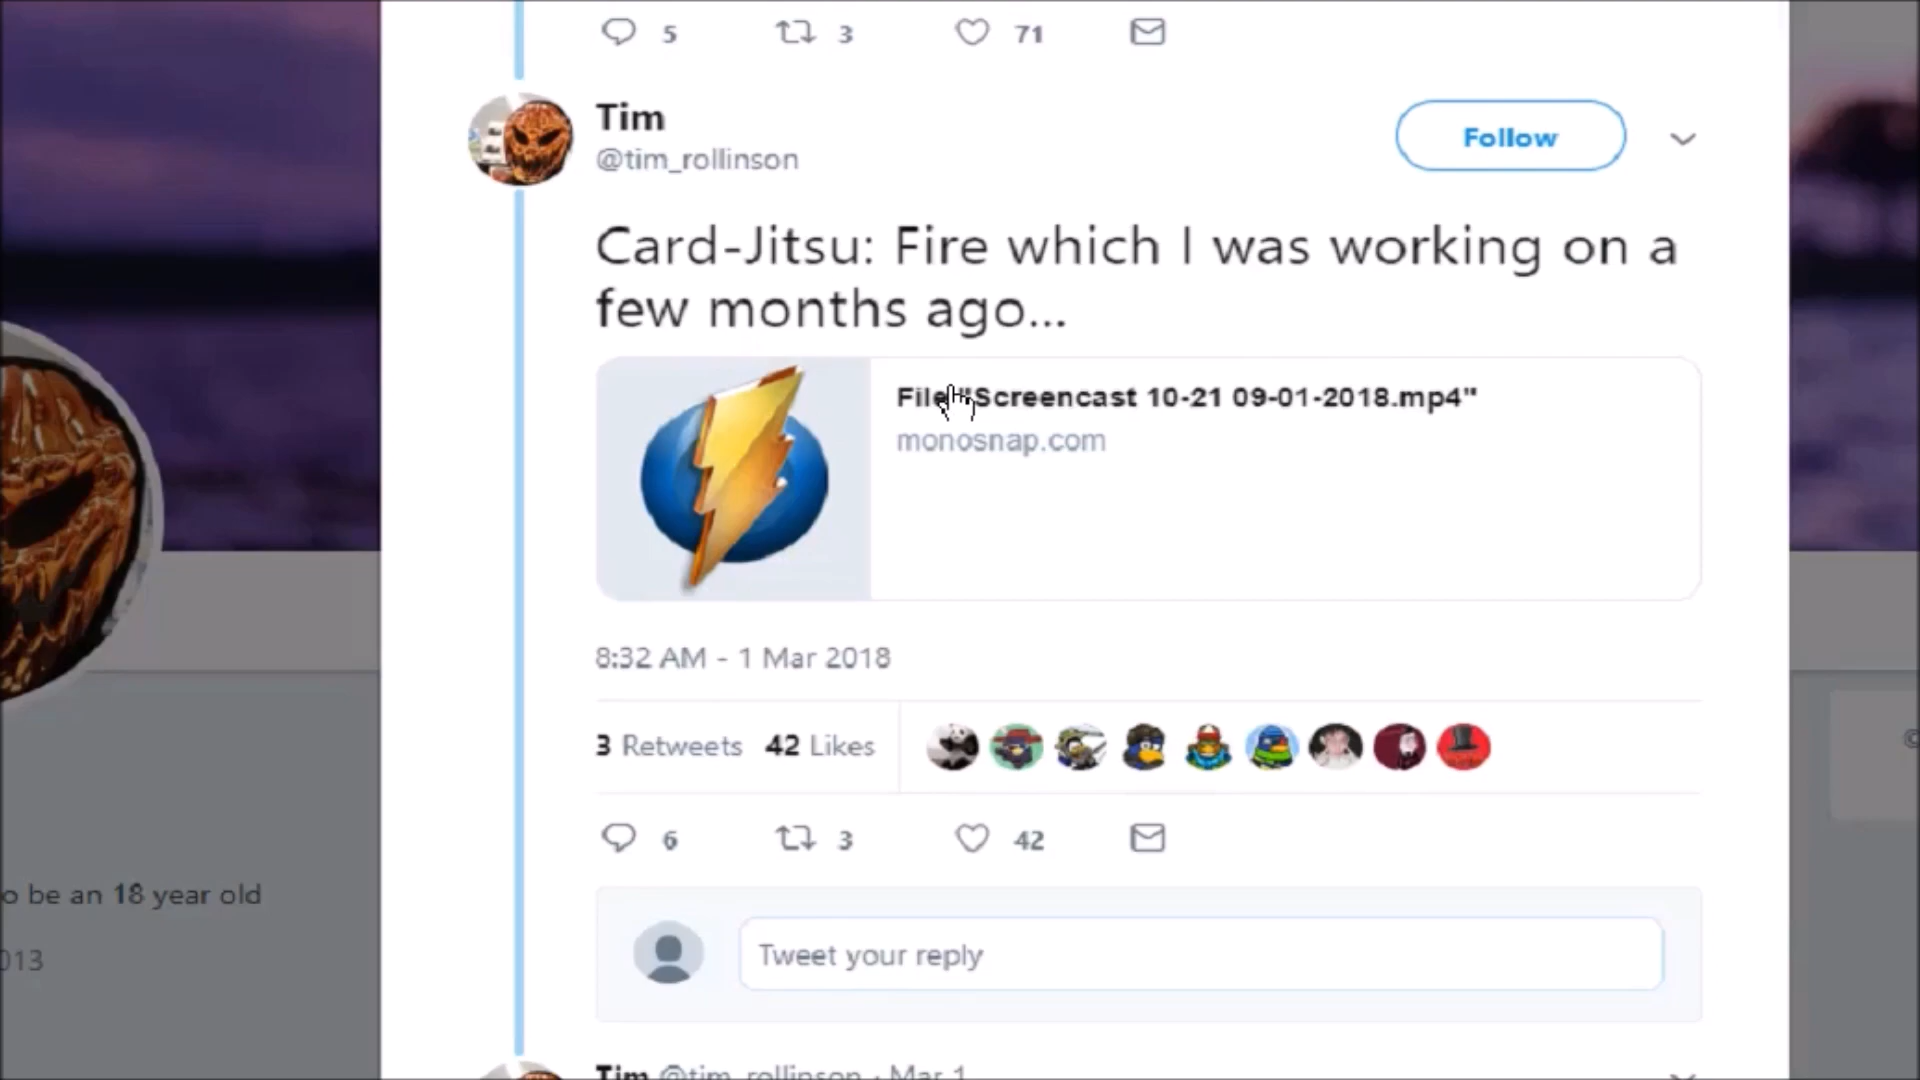 5 3 71
Tim
@tim_rollinson
Follow
Card-Jitsu: Fire which I was working on a
few months ago...
File "Screencast 10-21 09-01-2018.mp4"
monosnap.com
8:32 AM - 1 Mar 2018
3 Retweets 42 Likes
6 3 42
o be an 18 year old
013
Tweet your reply
Tim @tim_rollinson · Mar 1